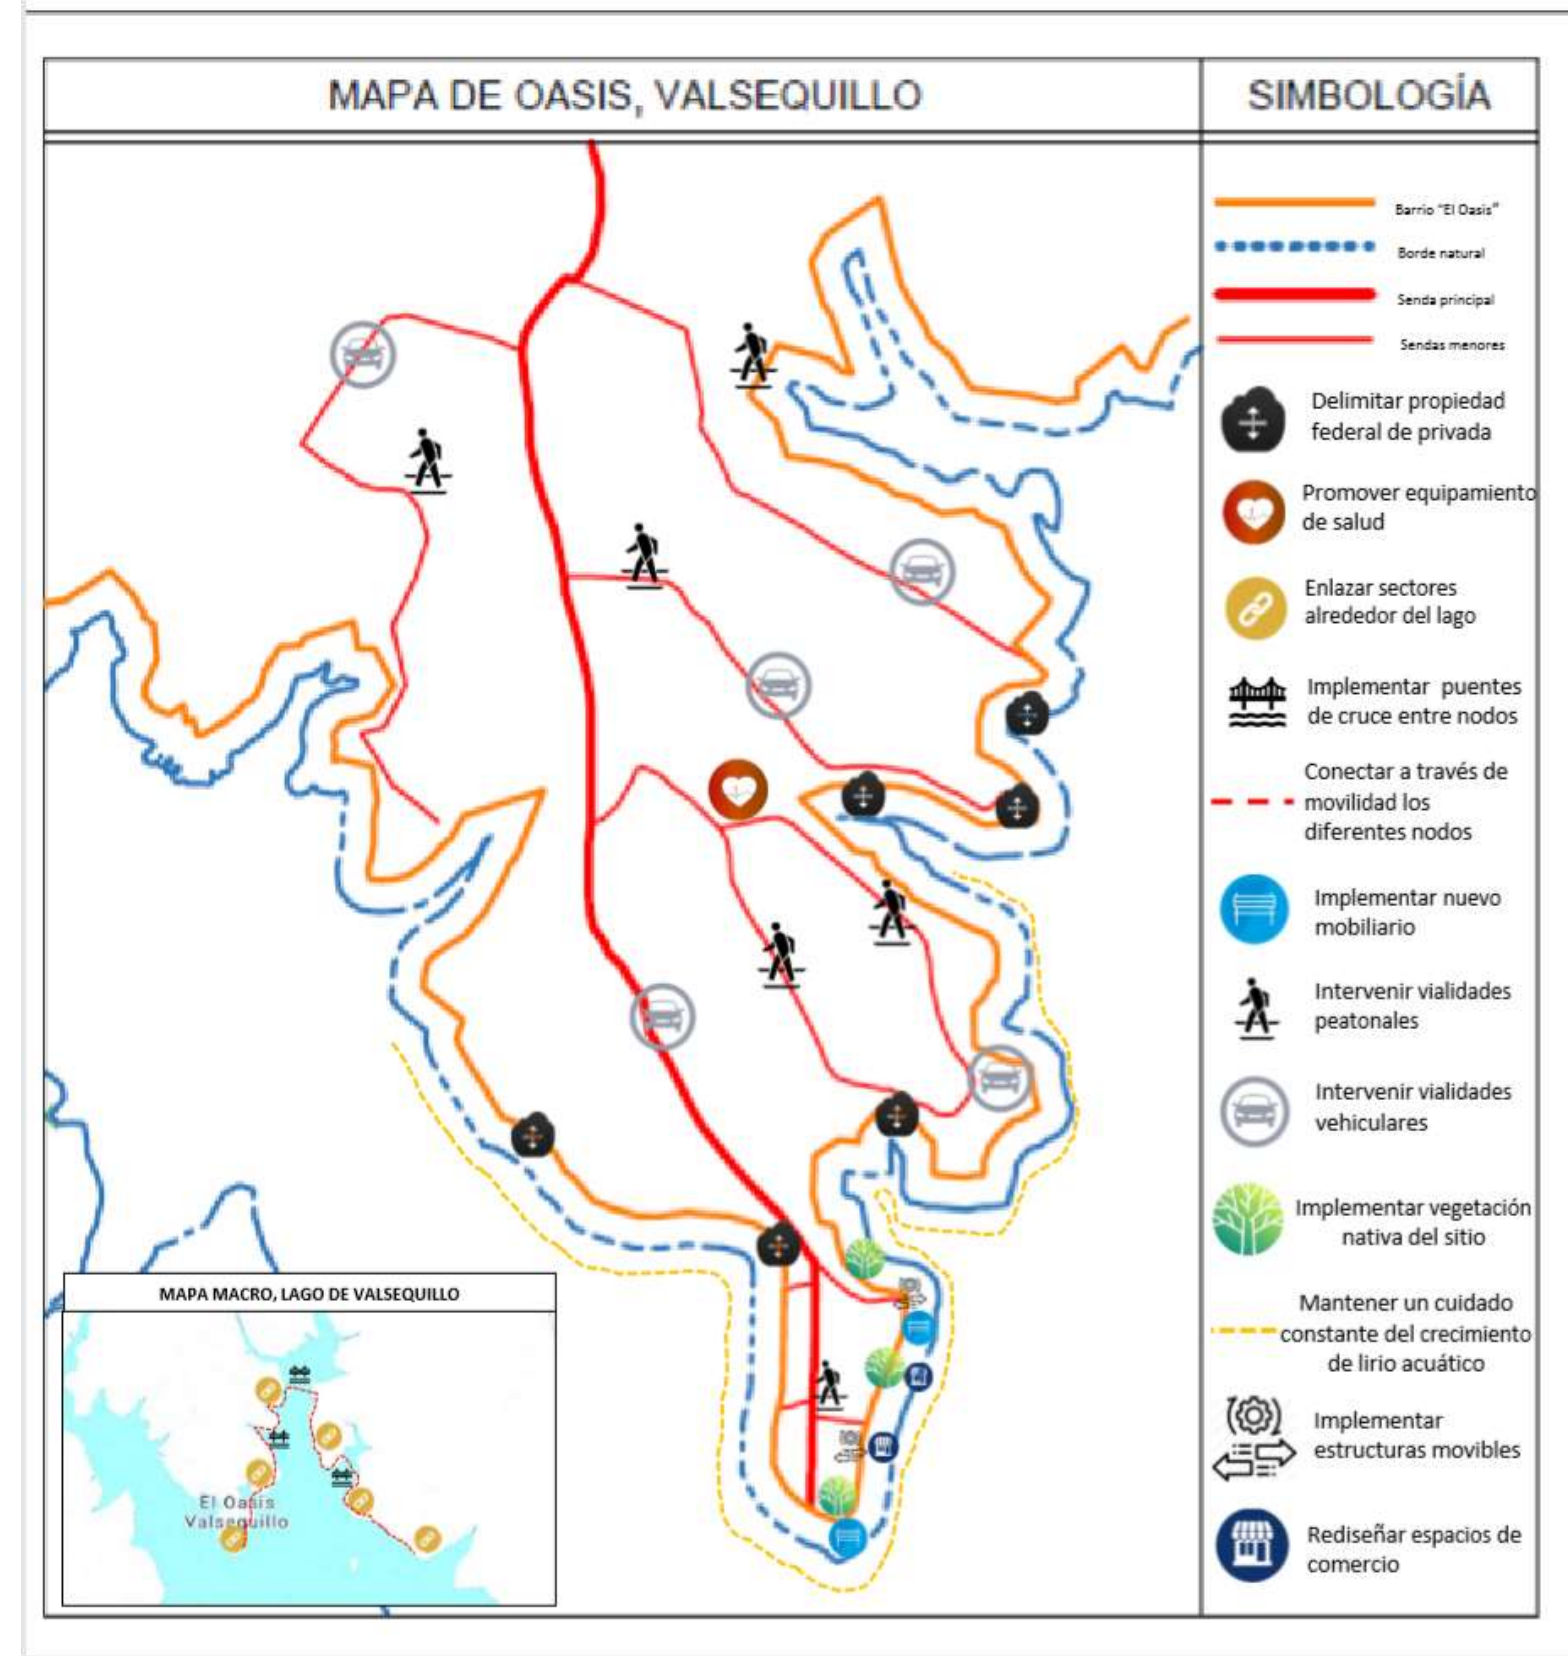 MAPA DE OASIS, VALSEQUILLO
SIMBOLOGÍA
Barrio "El Oasis"
Borde natural
Senda principal
Sendas menores
Delimitar propiedad
federal de privada
Promover equipamiento
de salud
Enlazar sectores
alrededor del lago
Implementar puentes
de cruce entre nodos
Conectar a través de
movilidad los
diferentes nodos
Implementar nuevo
mobiliario
Intervenir vialidades
peatonales
Intervenir vialidades
vehiculares
Implementar vegetación
nativa del sitio
Mantener un cuidado
constante del crecimiento
de lirio acuático
Implementar
estructuras movibles
Rediseñar espacios de
comercio
MAPA MACRO, LAGO DE VALSEQUILLO
El Oasis
Valsequillo